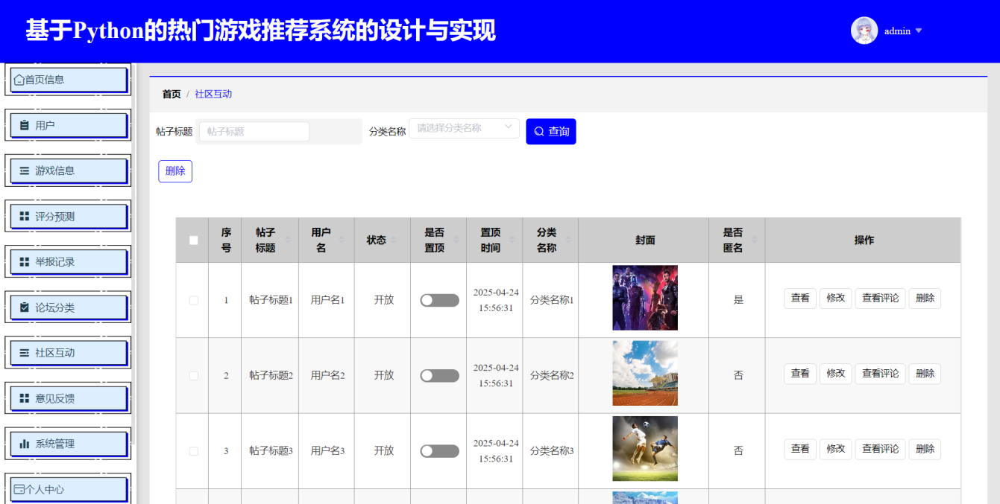 基于Python的热门游戏推荐系统的设计与实现
admin
首页信息
用户
游戏信息
评分预测
举报记录
论坛分类
社区互动
意见反馈
系统管理
个人中心
首页 / 社区互动
帖子标题 帖子标题 分类名称 请选择分类名称 查询
删除
序号 帖子标题 用户名 状态 是否置顶 置顶时间 分类名称 封面 是否匿名 操作
1 帖子标题1 用户名1 开放 2025-04-24 15:56:31 分类名称1 是 查看 修改 查看评论 删除
2 帖子标题2 用户名2 开放 2025-04-24 15:56:31 分类名称2 否 查看 修改 查看评论 删除
3 帖子标题3 用户名3 开放 2025-04-24 15:56:31 分类名称3 否 查看 修改 查看评论 删除